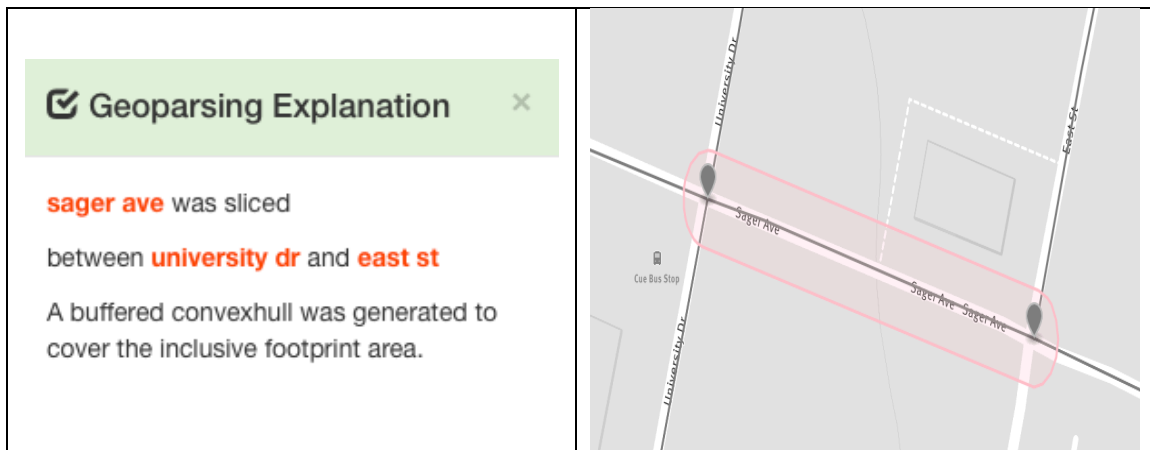 Geoparsing Explanation ×
sager ave was sliced
between university dr and east st
A buffered convexhull was generated to
cover the inclusive footprint area.
University Dr
East St
Sager Ave
Cue Bus Stop
Sager Ave
Sager Ave
University Dr